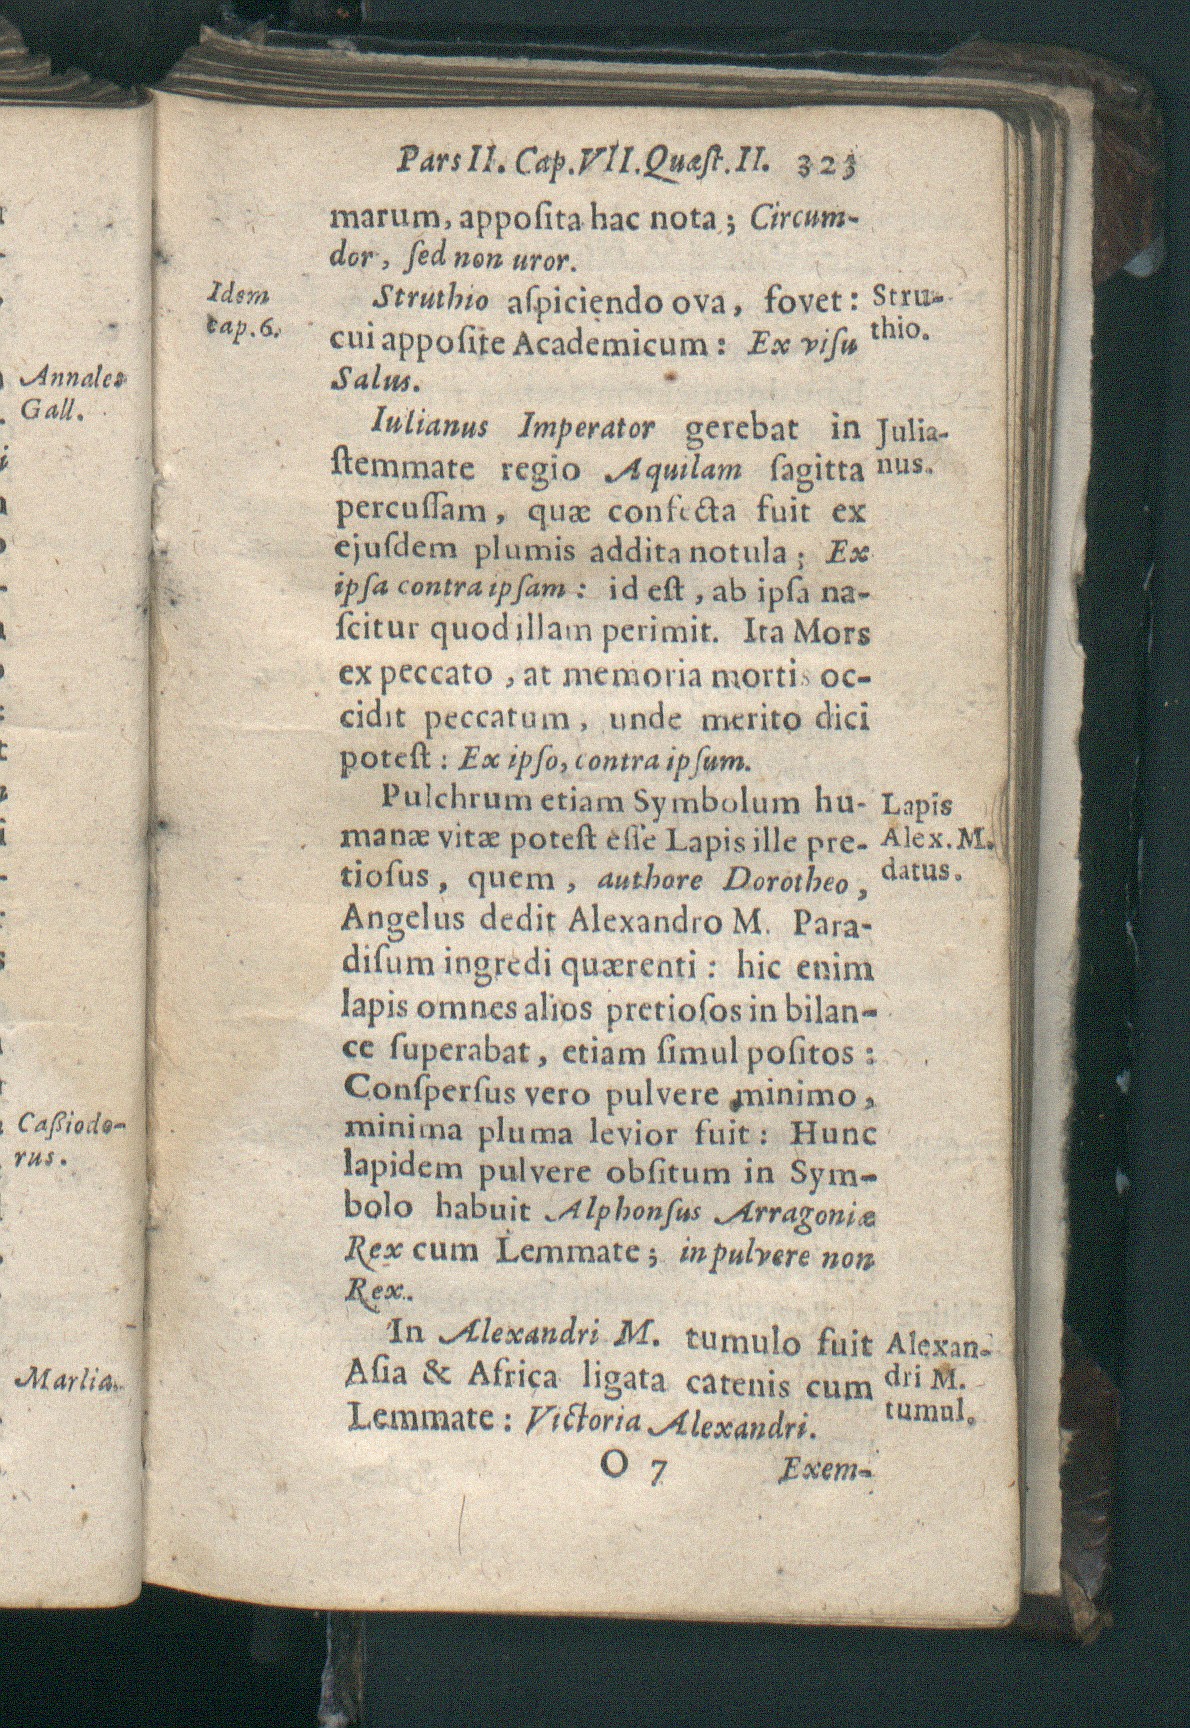 Annales
Gall.
Caſſiodo-
rus.
Marlia.
Pars II. Cap. VII. Quæſt. II. 323
marum, appoſita hac nota; Circum-
dor, ſed non uror.
Idem
cap. 6.
Struthio aſpiciendo ova, fovet:
cui appoſite Academicum: Ex viſu
Salus.
Stru-
thio.
Iulianus Imperator gerebat in
ſtemmate regio Aquilam ſagitta
percuſſam, quæ confecta fuit ex
ejuſdem plumis addita notula; Ex
ipſa contra ipſam: id eſt, ab ipſa na-
ſcitur quod illam perimit. Ita Mors
ex peccato, at memoria mortis oc-
cidit peccatum, unde merito dici
poteſt: Ex ipſo, contra ipſum.
Julia-
nus.
Pulchrum etiam Symbolum hu-
manæ vitæ poteſt eſſe Lapis ille pre-
tioſus, quem, authore Dorotheo,
Angelus dedit Alexandro M. Para-
diſum ingredi quærenti: hic enim
lapis omnes alios pretioſos in bilan-
ce ſuperabat, etiam ſimul poſitos:
Conſperſus vero pulvere minimo,
minima pluma levior fuit: Hunc
lapidem pulvere obſitum in Sym-
bolo habuit Alphonſus Arragoniæ
Rex cum Lemmate; in pulvere non
Rex.
Lapis
Alex. M.
datus.
In Alexandri M. tumulo fuit
Aſia & Africa ligata catenis cum
Lemmate: Victoria Alexandri.
Alexan-
dri M.
tumul.
O 7 Exem-